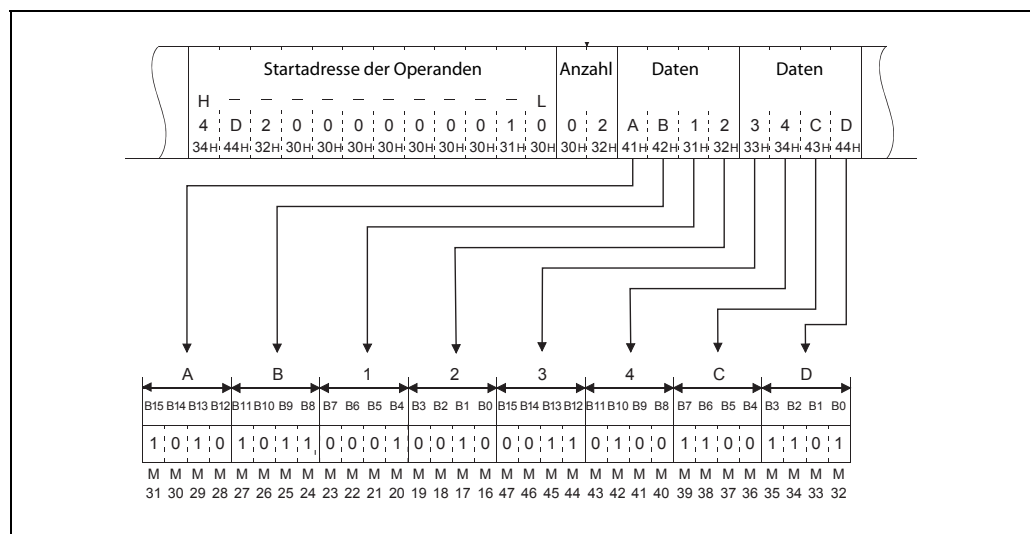 Startadresse der Operanden Anzahl Daten Daten
H – – – – – – – – L
4 D 2 0 0 0 0 0 1 0 0 2 A B 1 2 3 4 C D
34H 44H 32H 30H 30H 30H 30H 30H 31H 30H 30H 32H 41H 42H 31H 32H 33H 34H 43H 44H
A B 1 2 3 4 C D
B15 B14 B13 B12 B11 B10 B9 B8 B7 B6 B5 B4 B3 B2 B1 B0 B15 B14 B13 B12 B11 B10 B9 B8 B7 B6 B5 B4 B3 B2 B1 B0
1 0 1 0 1 0 1 1 0 0 0 1 0 0 1 0 0 0 1 1 0 1 0 0 1 1 0 0 1 1 0 1
M M M M M M M M M M M M M M M M M M M M M M M M M M M M M M M M
31 30 29 28 27 26 25 24 23 22 21 20 19 18 17 16 47 46 45 44 43 42 41 40 39 38 37 36 35 34 33 32